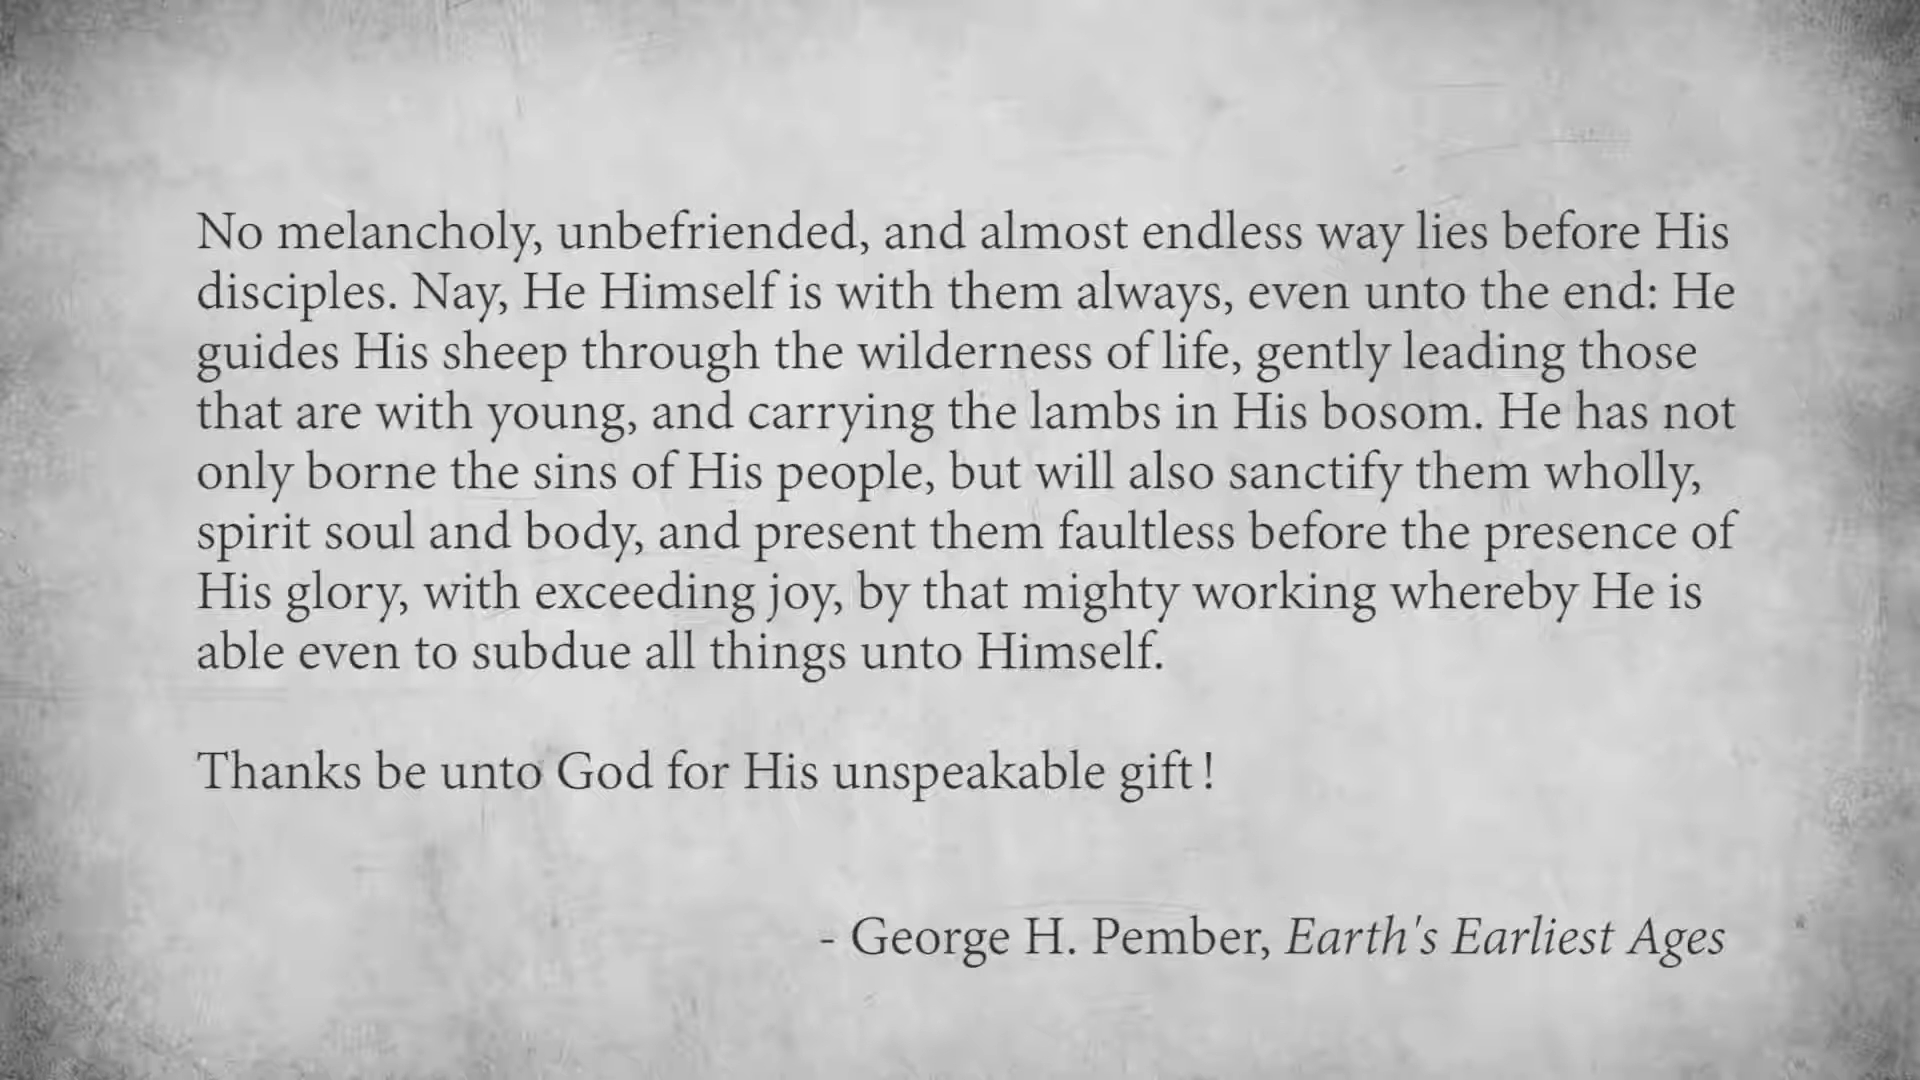 No melancholy, unbefriended, and almost endless way lies before His
disciples. Nay, He Himself is with them always, even unto the end: He
guides His sheep through the wilderness of life, gently leading those
that are with young, and carrying the lambs in His bosom. He has not
only borne the sins of His people, but will also sanctify them wholly,
spirit soul and body, and present them faultless before the presence of
His glory, with exceeding joy, by that mighty working whereby He is
able even to subdue all things unto Himself.
Thanks be unto God for His unspeakable gift!
- George H. Pember, Earth's Earliest Ages